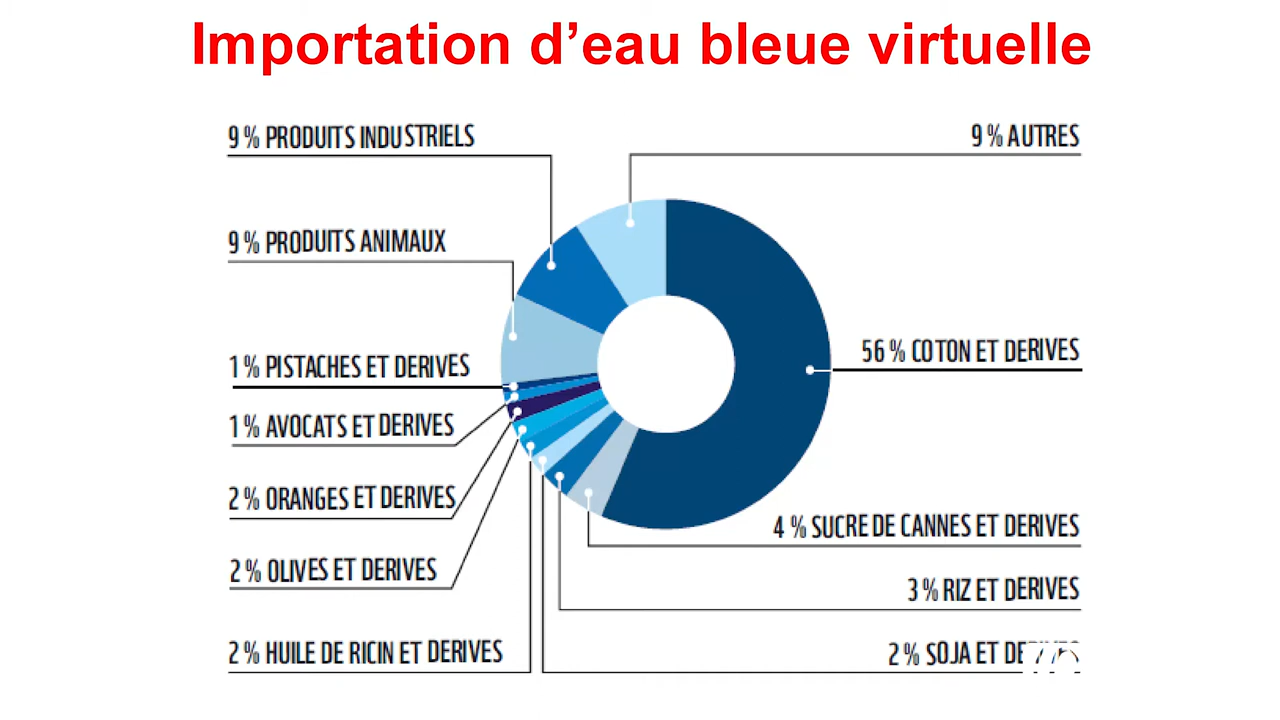 Importation d’eau bleue virtuelle
9 % PRODUITS INDUSTRIELS
9 % AUTRES
9 % PRODUITS ANIMAUX
56 % COTON ET DERIVES
1 % PISTACHES ET DERIVES
1 % AVOCATS ET DERIVES
2 % ORANGES ET DERIVES
4 % SUCRE DE CANNES ET DERIVES
2 % OLIVES ET DERIVES
3 % RIZ ET DERIVES
2 % HUILE DE RICIN ET DERIVES
2 % SOJA ET DERIVES